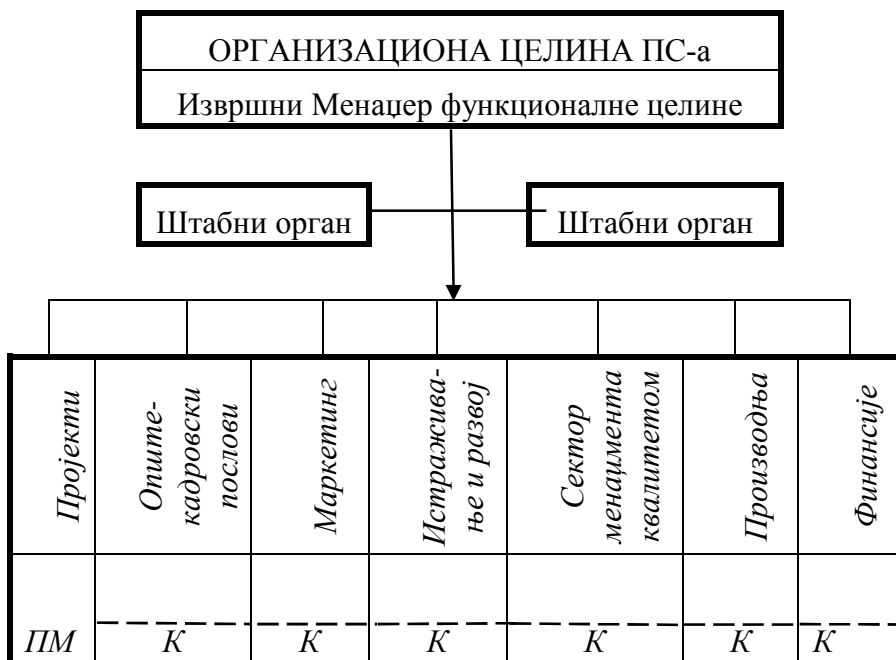 ОРГАНИЗАЦИОНА ЦЕЛИНА ПС-а
Извршни Менаџер функционалне целине
Штабни орган
Штабни орган
Пројекти
Опште-
кадровски
послови
Маркетинг
Истражива-
ње и развој
Сектор
менаџмента
квалитетом
Производња
Финансије
ПМ К К К К К К